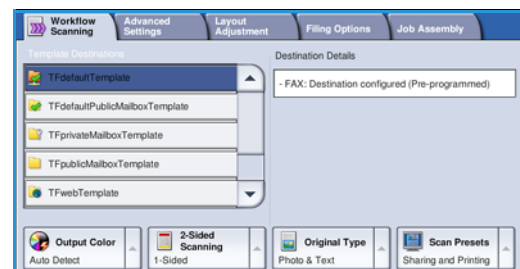 Workflow Scanning
Advanced Settings
Layout Adjustment
Filing Options
Job Assembly
Template Destinations
Destination Details
TFdefaultTemplate
- FAX: Destination configured (Pre-programmed)
TFdefaultPublicMailboxTemplate
TFprivateMailboxTemplate
TFpublicMailboxTemplate
TFwebTemplate
Output Color
Auto Detect
2-Sided Scanning
1-Sided
Original Type
Photo & Text
Scan Presets
Sharing and Printing